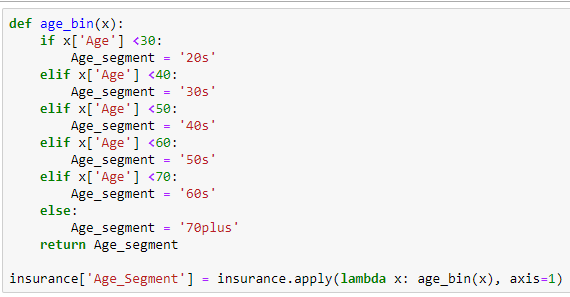 def age_bin(x):
    if x['Age'] <30:
        Age_segment = '20s'
    elif x['Age'] <40:
        Age_segment = '30s'
    elif x['Age'] <50:
        Age_segment = '40s'
    elif x['Age'] <60:
        Age_segment = '50s'
    elif x['Age'] <70:
        Age_segment = '60s'
    else:
        Age_segment = '70plus'
    return Age_segment

insurance['Age_Segment'] = insurance.apply(lambda x: age_bin(x), axis=1)